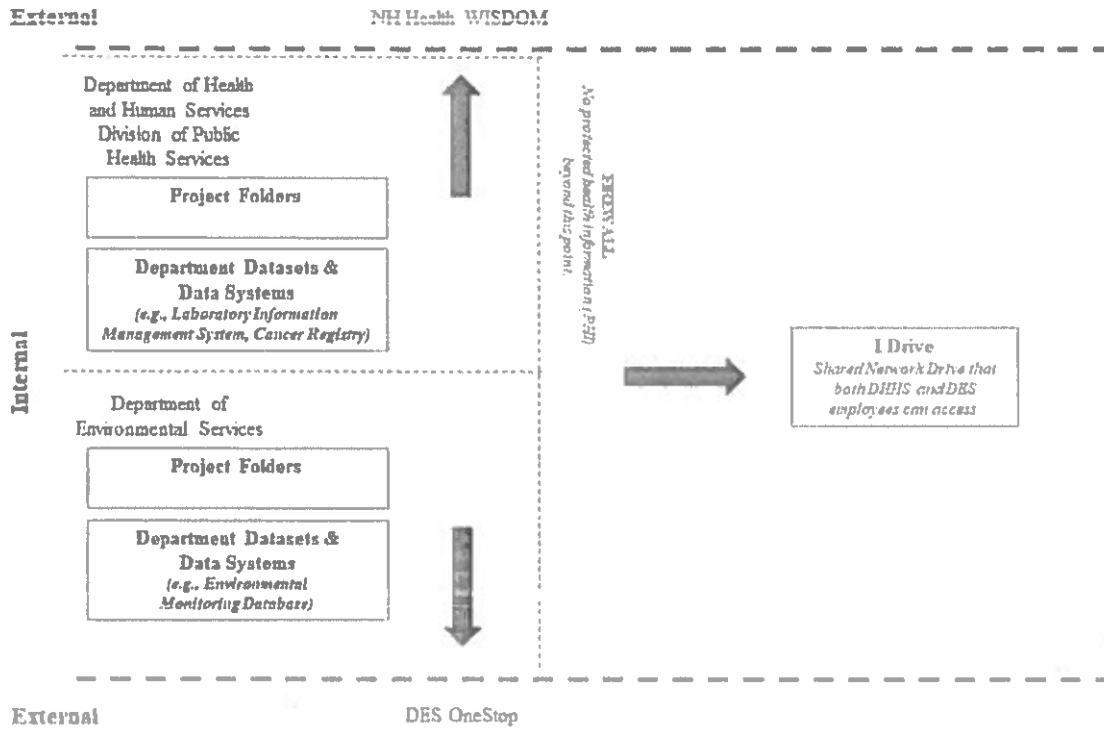 External
NH Health WISDOM
Department of Health
and Human Services
Division of Public
Health Services
Project Folders
Department Datasets &
Data Systems
(e.g., Laboratory Information
Management System, Cancer Registry)
FIREWALL
No protected health information (PHI)
beyond this point.
Internal
I Drive
Shared Network Drive that
both DHHS and DES
employees can access
Department of
Environmental Services
Project Folders
Department Datasets &
Data Systems
(e.g., Environmental
Monitoring Database)
External
DES OneStop